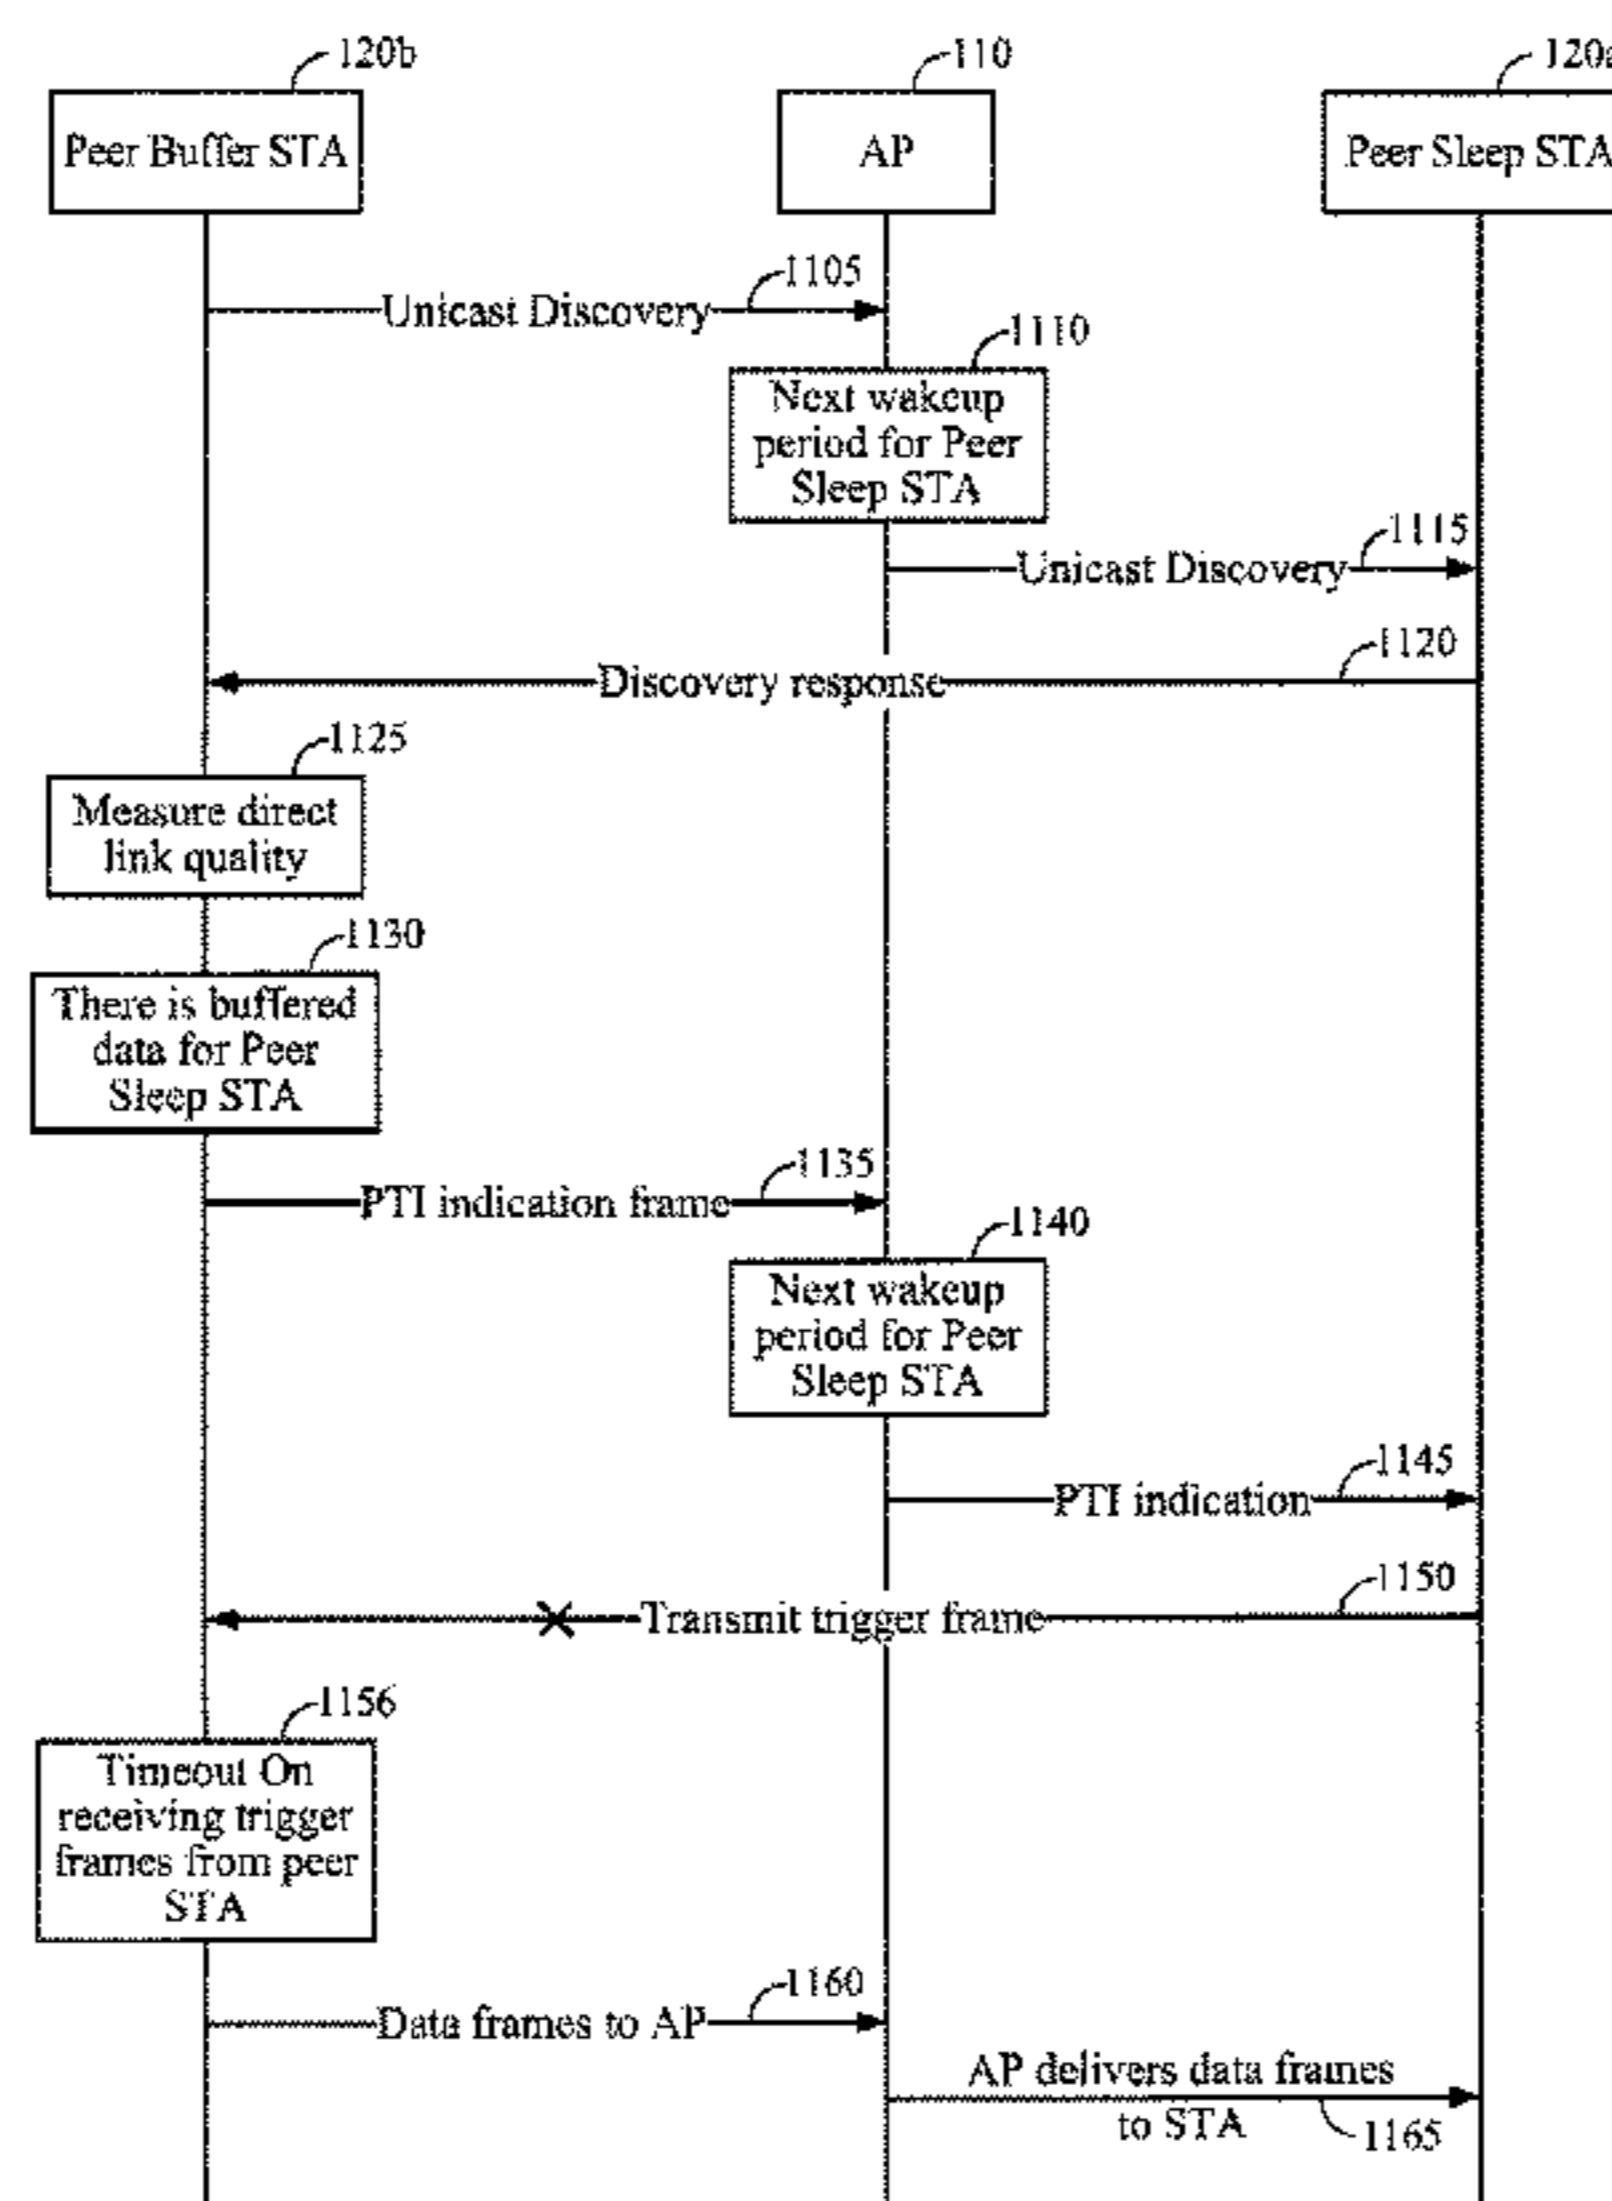 120b
110
120a
Peer Buffer STA
AP
Peer Sleep STA
1105
Unicast Discovery
1110
Next wakeup
period for Peer
Sleep STA
1115
Unicast Discovery
1120
Discovery response
1125
Measure direct
link quality
1130
There is buffered
data for Peer
Sleep STA
1135
PTI indication frame
1140
Next wakeup
period for Peer
Sleep STA
1145
PTI indication
1150
Transmit trigger frame
1156
Timeout On
receiving trigger
frames from peer
STA
1160
Data frames to AP
AP delivers data frames
to STA
1165